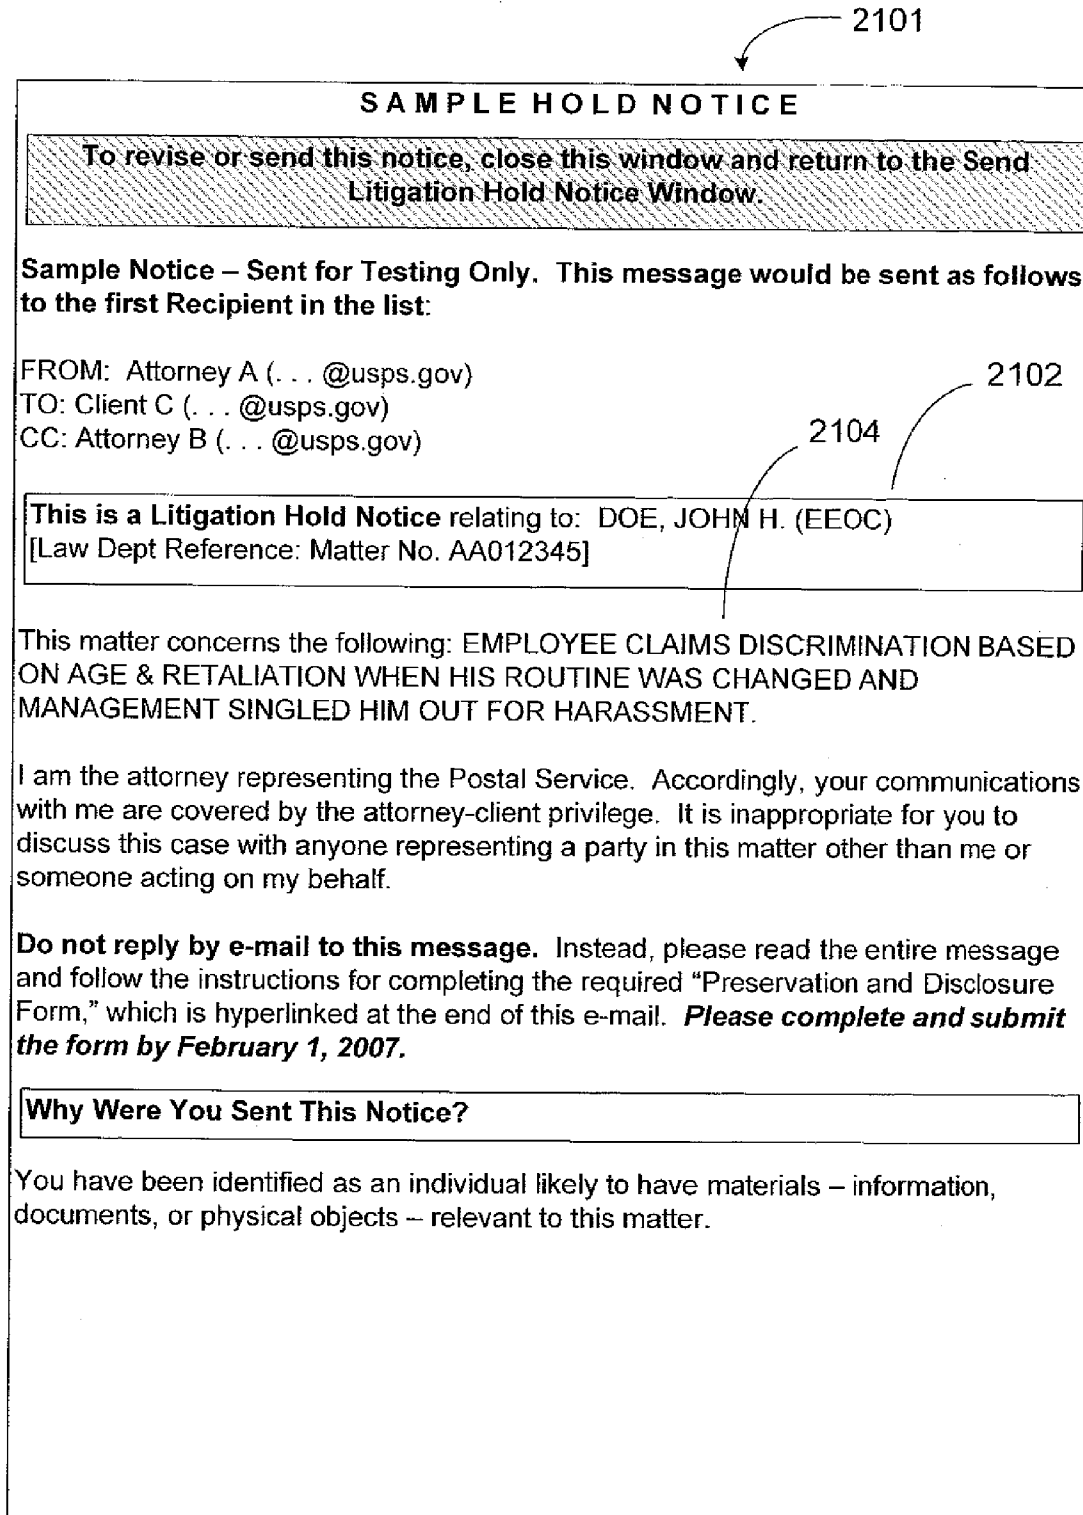 2101
SAMPLE HOLD NOTICE
To revise or send this notice, close this window and return to the Send
Litigation Hold Notice Window.
Sample Notice – Sent for Testing Only. This message would be sent as follows
to the first Recipient in the list:
FROM: Attorney A (. . . @usps.gov)
TO: Client C (. . . @usps.gov)
CC: Attorney B (. . . @usps.gov)
2102
2104
This is a Litigation Hold Notice relating to: DOE, JOHN H. (EEOC)
[Law Dept Reference: Matter No. AA012345]
This matter concerns the following: EMPLOYEE CLAIMS DISCRIMINATION BASED
ON AGE & RETALIATION WHEN HIS ROUTINE WAS CHANGED AND
MANAGEMENT SINGLED HIM OUT FOR HARASSMENT.
I am the attorney representing the Postal Service. Accordingly, your communications
with me are covered by the attorney-client privilege. It is inappropriate for you to
discuss this case with anyone representing a party in this matter other than me or
someone acting on my behalf.
Do not reply by e-mail to this message. Instead, please read the entire message
and follow the instructions for completing the required “Preservation and Disclosure
Form,” which is hyperlinked at the end of this e-mail. Please complete and submit
the form by February 1, 2007.
Why Were You Sent This Notice?
You have been identified as an individual likely to have materials – information,
documents, or physical objects – relevant to this matter.